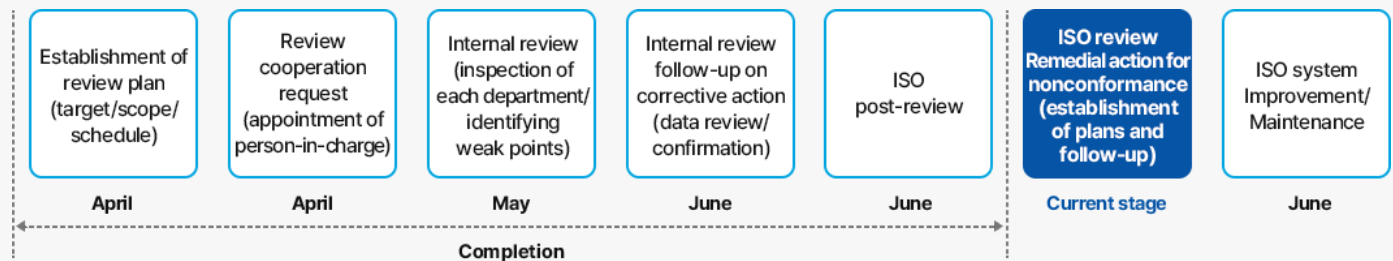 Establishment of
review plan
(target/scope/
schedule)
April
Review
cooperation
request
(appointment of
person-in-charge)
April
Internal review
(inspection of
each department/
identifying
weak points)
May
Internal review
follow-up on
corrective action
(data review/
confirmation)
June
ISO
post-review
June
ISO review
Remedial action for
nonconformance
(establishment
of plans and
follow-up)
Current stage
ISO system
Improvement/
Maintenance
June
Completion